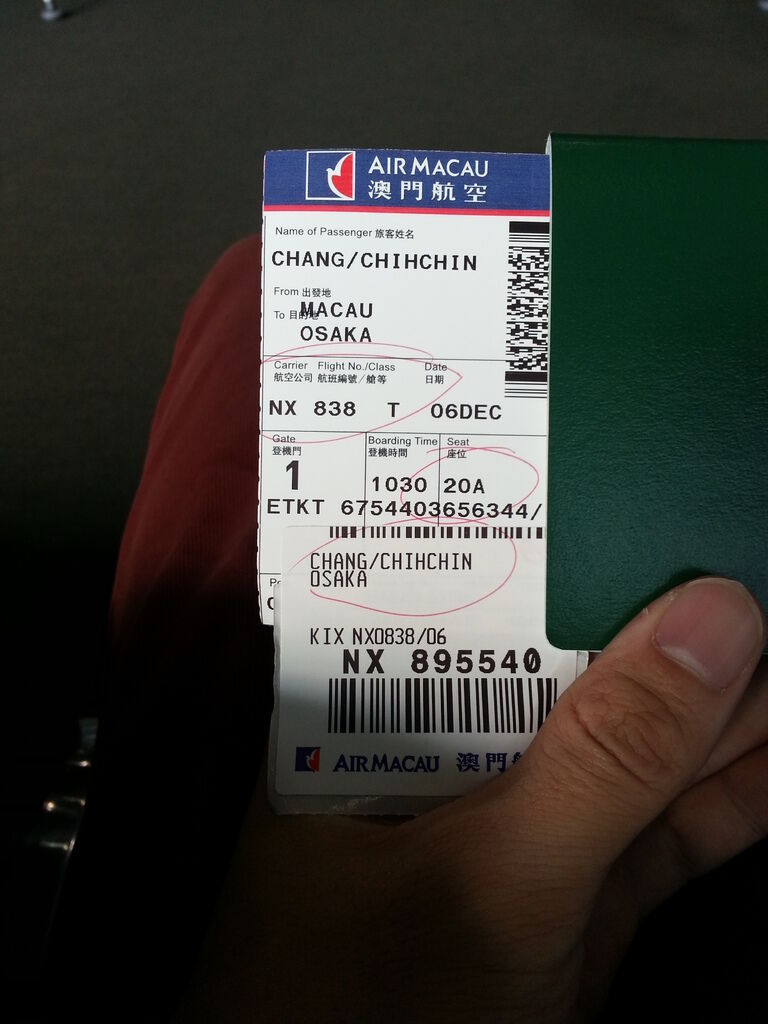 AIR MACAU
澳門航空
Name of Passenger 旅客姓名
CHANG/CHIHCHIN
From 出發地
MACAU
To 目的地
OSAKA
Carrier Flight No./Class Date
航空公司 航班編號/艙等 日期
NX 838 T 06DEC
Gate Boarding Time Seat
登機門 登機時間 座位
1 1030 20A
ETKT 6754403656344/
CHANG/CHIHCHIN
OSAKA
KIX NX0838/06
NX 895540
AIR MACAU 澳門